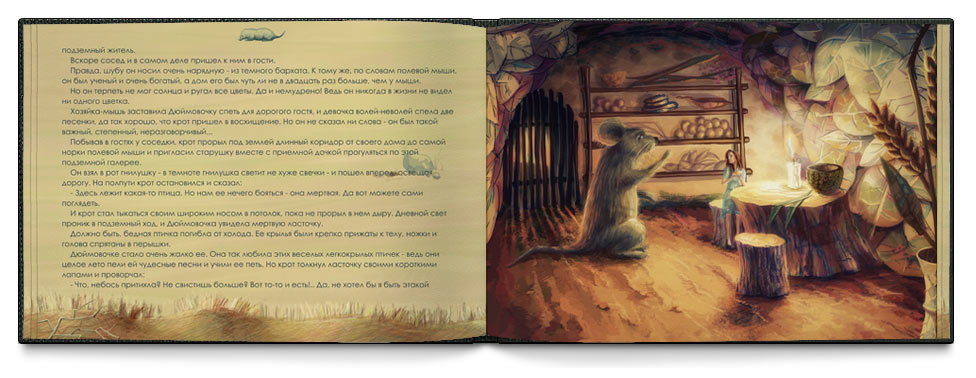 подземный житель.
Вскоре сосед и в самом деле пришел к ним в гости.
Правда, шубу он носил очень нарядную - из темного бархата. К тому же, по словам полевой мыши,
он был ученый и очень богатый, а дом его был чуть ли не в двадцать раз больше, чем у мыши.
Но он терпеть не мог солнца и ругал все цветы. Да и немудрено! Ведь он никогда в жизни не видел
ни одного цветка.
Хозяйка-мышь заставила Дюймовочку спеть для дорогого гостя, и девочка волей-неволей спела две
песенки, да так хорошо, что крот пришел в восхищение. Но он не сказал ни слова - он был такой
важный, степенный, неразговорчивый...
Побывав в гостях у соседки, крот прорыл под землей длинный коридор от своего дома до самой
норки полевой мыши и пригласил старушку вместе с приемной дочкой прогуляться по этой
подземной галерее.
Он взял в рот гнилушку - в темноте гнилушка светит не хуже свечки - и пошел вперед, освещая
дорогу. На полпути крот остановился и сказал:
- Здесь лежит какая-то птица. Но нам ее нечего бояться - она мертвая. Да вот можете сами
поглядеть.
И крот стал тыкаться своим широким носом в потолок, пока не прорыл в нем дыру. Дневной свет
проник в подземный ход, и Дюймовочка увидела мертвую ласточку.
Должно быть, бедная птичка погибла от холода. Ее крылья были крепко прижаты к телу, ножки и
голова спрятаны в перышки.
Дюймовочке стало очень жалко ее. Она так любила этих веселых легкокрылых птичек - ведь они
целое лето пели ей чудесные песни и учили ее петь. Но крот толкнул ласточку своими короткими
лапами и проворчал:
- Что, небось притихла? Не свистишь больше? Вот то-то и есть!.. Да, не хотел бы я быть этакой